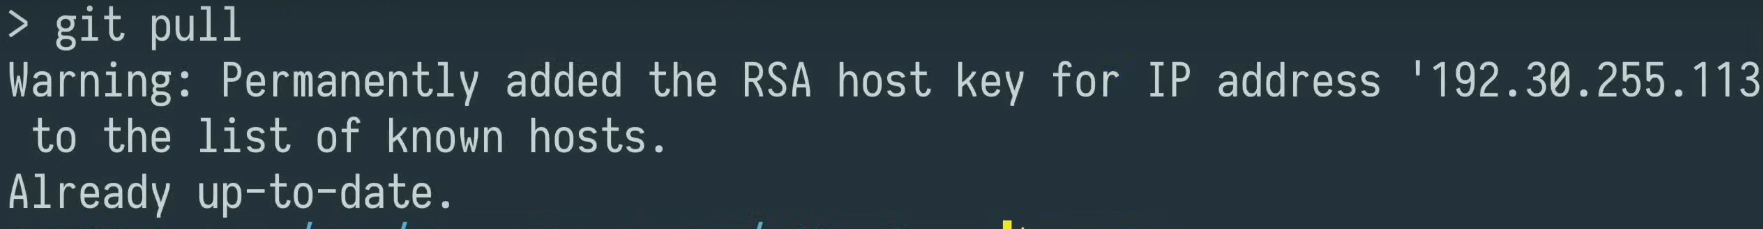 > git pull
Warning: Permanently added the RSA host key for IP address '192.30.255.113
to the list of known hosts.
Already up-to-date.